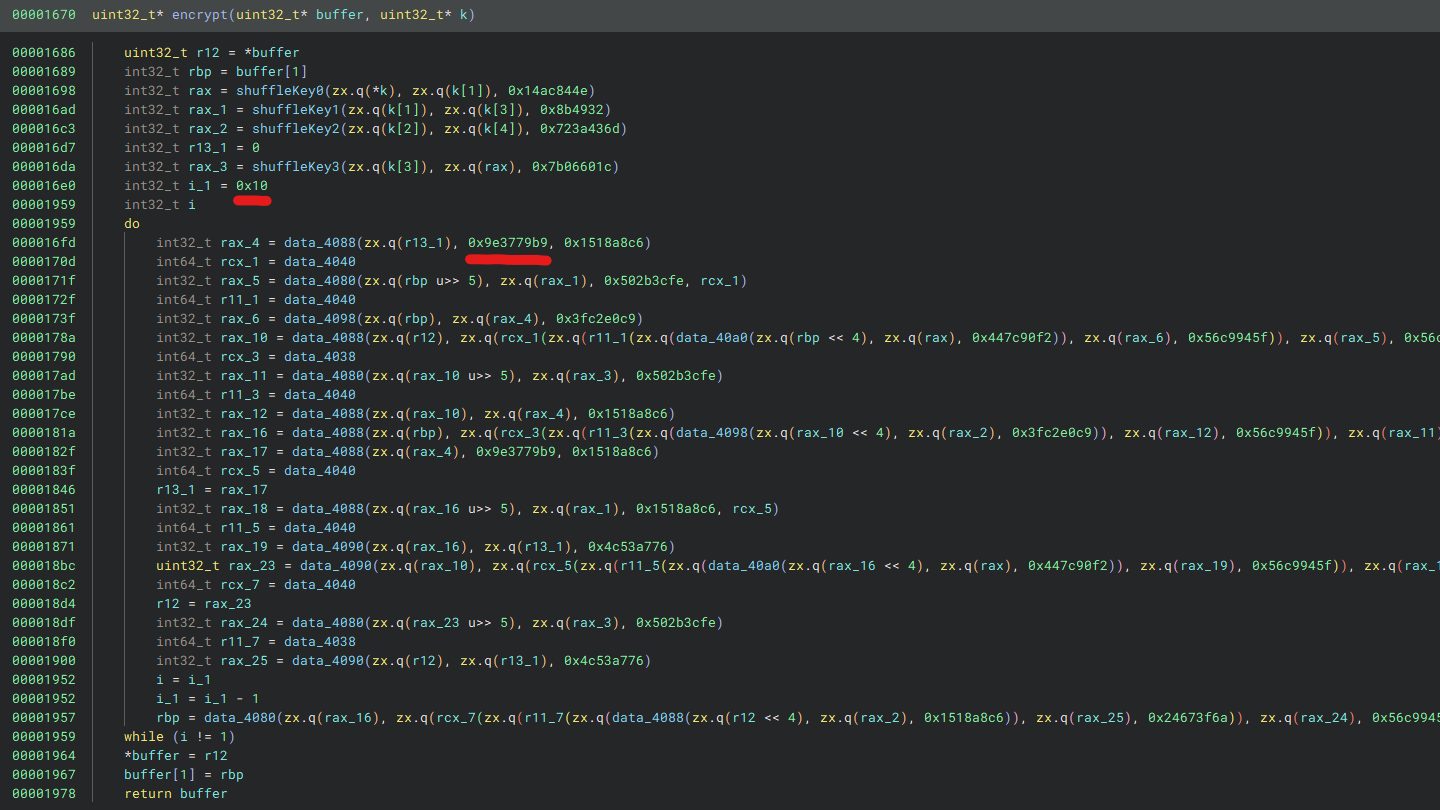 00001670 uint32_t* encrypt(uint32_t* buffer, uint32_t* k)
00001686 uint32_t r12 = *buffer
00001689 int32_t rbp = buffer[1]
00001698 int32_t rax = shuffleKey0(zx.q(*k), zx.q(k[1]), 0x14ac844e)
000016ad int32_t rax_1 = shuffleKey1(zx.q(k[1]), zx.q(k[3]), 0x8b4932)
000016c3 int32_t rax_2 = shuffleKey2(zx.q(k[2]), zx.q(k[4]), 0x723a436d)
000016d7 int32_t r13_1 = 0
000016da int32_t rax_3 = shuffleKey3(zx.q(k[3]), zx.q(rax), 0x7b06601c)
000016e0 int32_t i_1 = 0x10
00001959 int32_t i
00001959 do
000016fd int32_t rax_4 = data_4088(zx.q(r13_1), 0x9e3779b9, 0x1518a8c6)
0000170d int64_t rcx_1 = data_4040
0000171f int32_t rax_5 = data_4080(zx.q(rbp u>> 5), zx.q(rax_1), 0x502b3cfe, rcx_1)
0000172f int64_t r11_1 = data_4040
0000173f int32_t rax_6 = data_4098(zx.q(rbp), zx.q(rax_4), 0x3fc2e0c9)
0000178a int32_t rax_10 = data_4088(zx.q(r12), zx.q(rcx_1(zx.q(r11_1(zx.q(data_40a0(zx.q(rbp << 4), zx.q(rax), 0x447c90f2)), zx.q(rax_6), 0x56c9945f)), zx.q(rax_5), 0x56c
00001790 int64_t rcx_3 = data_4038
000017ad int32_t rax_11 = data_4080(zx.q(rax_10 u>> 5), zx.q(rax_3), 0x502b3cfe)
000017be int64_t r11_3 = data_4040
000017ce int32_t rax_12 = data_4088(zx.q(rax_10), zx.q(rax_4), 0x1518a8c6)
0000181a int32_t rax_16 = data_4088(zx.q(rbp), zx.q(rcx_3(zx.q(r11_3(zx.q(data_4098(zx.q(rax_10 << 4), zx.q(rax_2), 0x3fc2e0c9)), zx.q(rax_12), 0x56c9945f)), zx.q(rax_11)
0000182f int32_t rax_17 = data_4088(zx.q(rax_4), 0x9e3779b9, 0x1518a8c6)
0000183f int64_t rcx_5 = data_4040
00001846 r13_1 = rax_17
00001851 int32_t rax_18 = data_4088(zx.q(rax_16 u>> 5), zx.q(rax_1), 0x1518a8c6, rcx_5)
00001861 int64_t r11_5 = data_4040
00001871 int32_t rax_19 = data_4090(zx.q(rax_16), zx.q(r13_1), 0x4c53a776)
000018bc uint32_t rax_23 = data_4090(zx.q(rax_10), zx.q(rcx_5(zx.q(r11_5(zx.q(data_40a0(zx.q(rax_16 << 4), zx.q(rax), 0x447c90f2)), zx.q(rax_19), 0x56c9945f)), zx.q(rax_1
000018c2 int64_t rcx_7 = data_4040
000018d4 r12 = rax_23
000018df int32_t rax_24 = data_4080(zx.q(rax_23 u>> 5), zx.q(rax_3), 0x502b3cfe)
000018f0 int64_t r11_7 = data_4038
00001900 int32_t rax_25 = data_4090(zx.q(r12), zx.q(r13_1), 0x4c53a776)
00001952 i = i_1
00001952 i_1 = i_1 - 1
00001957 rbp = data_4080(zx.q(rax_16), zx.q(rcx_7(zx.q(r11_7(zx.q(data_4088(zx.q(r12 << 4), zx.q(rax_2), 0x1518a8c6)), zx.q(rax_25), 0x24673f6a)), zx.q(rax_24), 0x56c9945
00001959 while (i != 1)
00001964 *buffer = r12
00001967 buffer[1] = rbp
00001978 return buffer